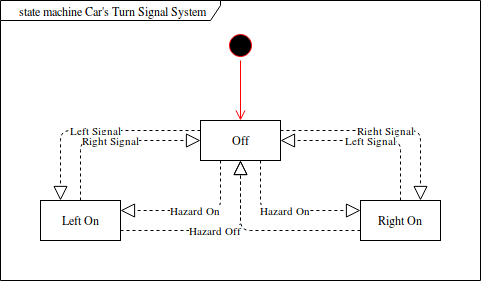 state machine Car's Turn Signal System
Off
Left Signal
Right Signal
Right Signal
Left Signal
Left On
Hazard On
Hazard On
Right On
Hazard Off